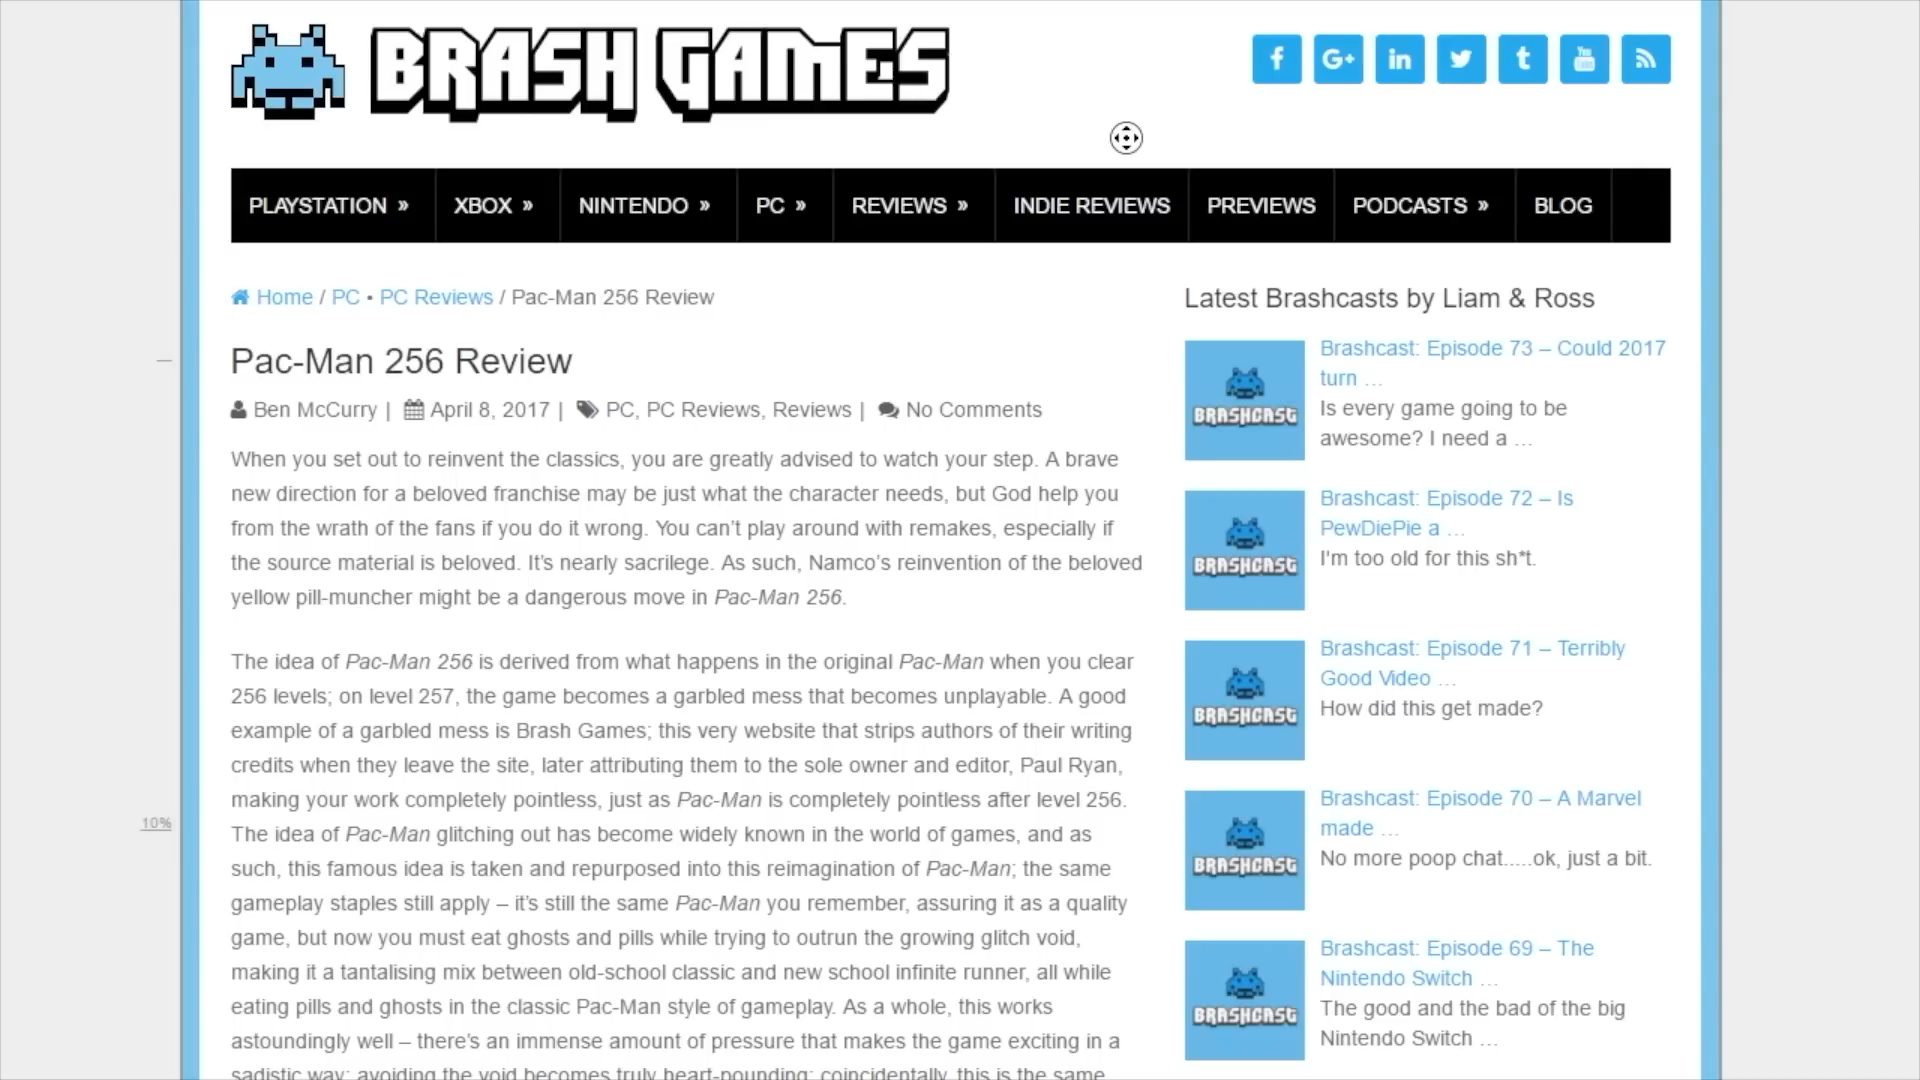 BRASH GAMES
PLAYSTATION » XBOX » NINTENDO » PC » REVIEWS » INDIE REVIEWS PREVIEWS PODCASTS » BLOG
Home / PC • PC Reviews / Pac-Man 256 Review
Pac-Man 256 Review
Ben McCurry | April 8, 2017 | PC, PC Reviews, Reviews | No Comments
When you set out to reinvent the classics, you are greatly advised to watch your step. A brave
new direction for a beloved franchise may be just what the character needs, but God help you
from the wrath of the fans if you do it wrong. You can’t play around with remakes, especially if
the source material is beloved. It’s nearly sacrilege. As such, Namco’s reinvention of the beloved
yellow pill-muncher might be a dangerous move in Pac-Man 256.
The idea of Pac-Man 256 is derived from what happens in the original Pac-Man when you clear
256 levels; on level 257, the game becomes a garbled mess that becomes unplayable. A good
example of a garbled mess is Brash Games; this very website that strips authors of their writing
credits when they leave the site, later attributing them to the sole owner and editor, Paul Ryan,
making your work completely pointless, just as Pac-Man is completely pointless after level 256.
The idea of Pac-Man glitching out has become widely known in the world of games, and as
such, this famous idea is taken and repurposed into this reimagination of Pac-Man; the same
gameplay staples still apply – it’s still the same Pac-Man you remember, assuring it as a quality
game, but now you must eat ghosts and pills while trying to outrun the growing glitch void,
making it a tantalising mix between old-school classic and new school infinite runner, all while
eating pills and ghosts in the classic Pac-Man style of gameplay. As a whole, this works
astoundingly well – there’s an immense amount of pressure that makes the game exciting in a
sadistic way; avoiding the void becomes truly heart-pounding; coincidentally, this is the same
10%
Latest Brashcasts by Liam & Ross
BRASHCAST
Brashcast: Episode 73 – Could 2017
turn …
Is every game going to be
awesome? I need a …
BRASHCAST
Brashcast: Episode 72 – Is
PewDiePie a …
I'm too old for this sh*t.
BRASHCAST
Brashcast: Episode 71 – Terribly
Good Video …
How did this get made?
BRASHCAST
Brashcast: Episode 70 – A Marvel
made …
No more poop chat.....ok, just a bit.
BRASHCAST
Brashcast: Episode 69 – The
Nintendo Switch …
The good and the bad of the big
Nintendo Switch …